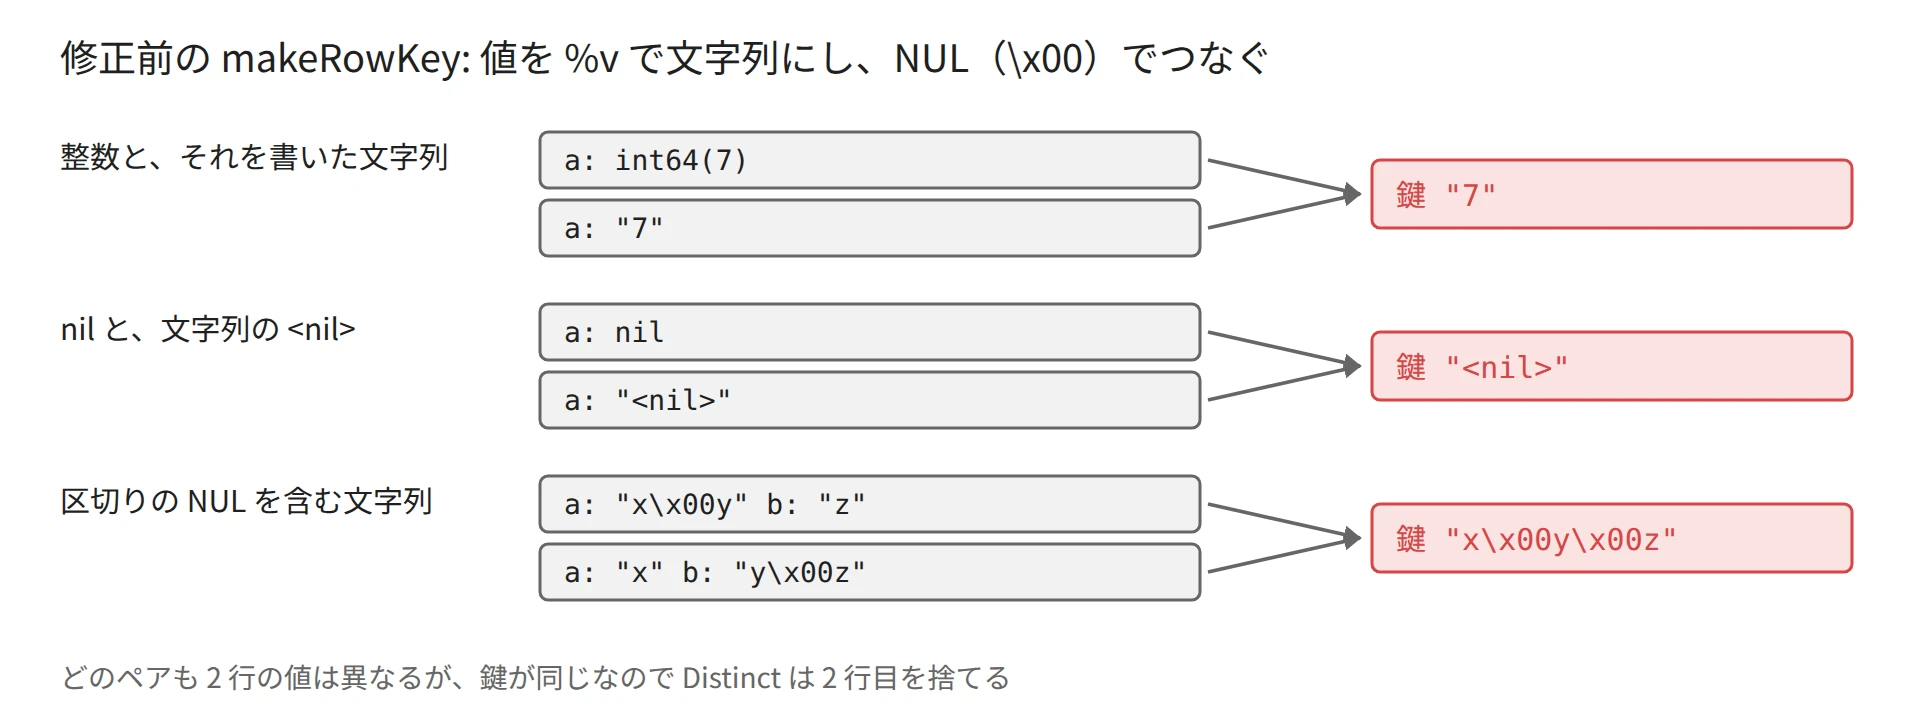 修正前の makeRowKey: 値を %v で文字列にし、NUL（\x00）でつなぐ
整数と、それを書いた文字列
a: int64(7)
a: "7"
鍵 "7"
nil と、文字列の <nil>
a: nil
a: "<nil>"
鍵 "<nil>"
区切りの NUL を含む文字列
a: "x\x00y" b: "z"
a: "x" b: "y\x00z"
鍵 "x\x00y\x00z"
どのペアも 2 行の値は異なるが、鍵が同じなので Distinct は 2 行目を捨てる